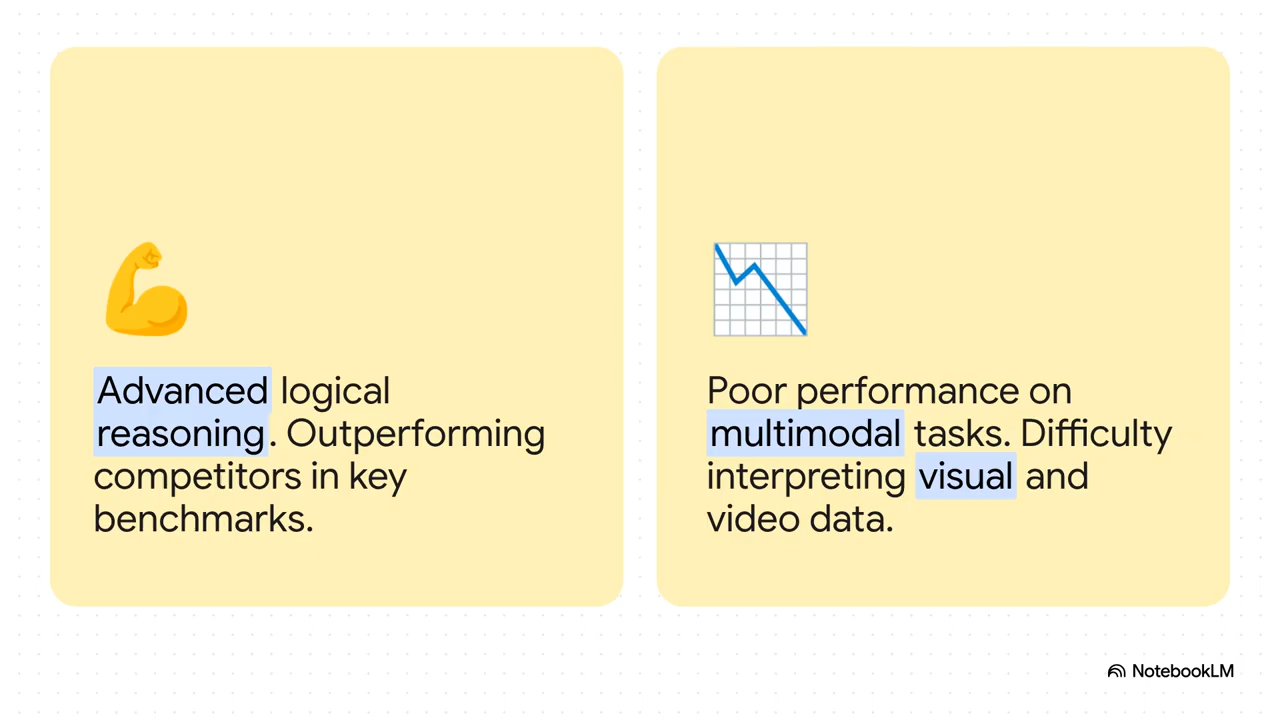 Advanced logical
reasoning. Outperforming
competitors in key
benchmarks.
Poor performance on
multimodal tasks. Difficulty
interpreting visual and
video data.
NotebookLM